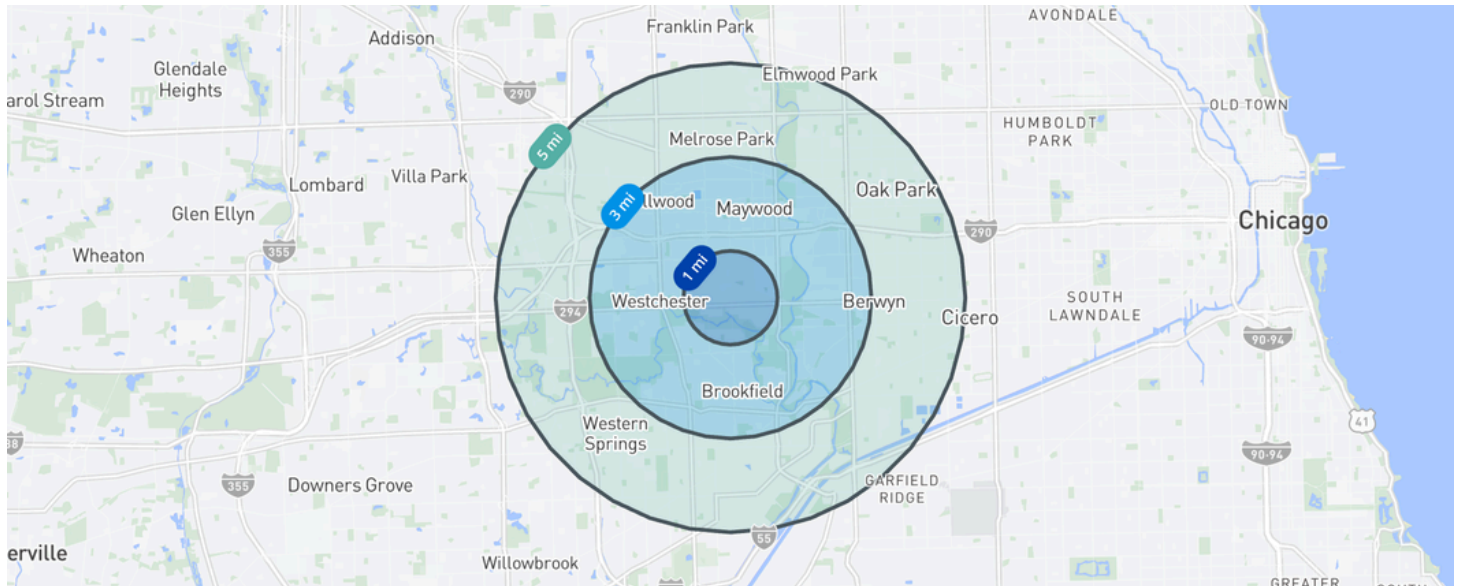 Franklin Park
AVONDALE
Addison
Glendale
Heights
Elmwood Park
290
arol Stream
OLD TOWN
HUMBOLDT
PARK
Melrose Park
5 mi
Villa Park
Lombard
Oak Park
3 mi
llwood
Maywood
Glen Ellyn
Chicago
290
355
Wheaton
1 mi
Westchester
Berwyn
SOUTH
LAWNDALE
294
Cicero
90-94
Brookfield
41
Western
Springs
88
90-94
GARFIELD
RIDGE
355
Downers Grove
55
erville
Willowbrook
GREATER